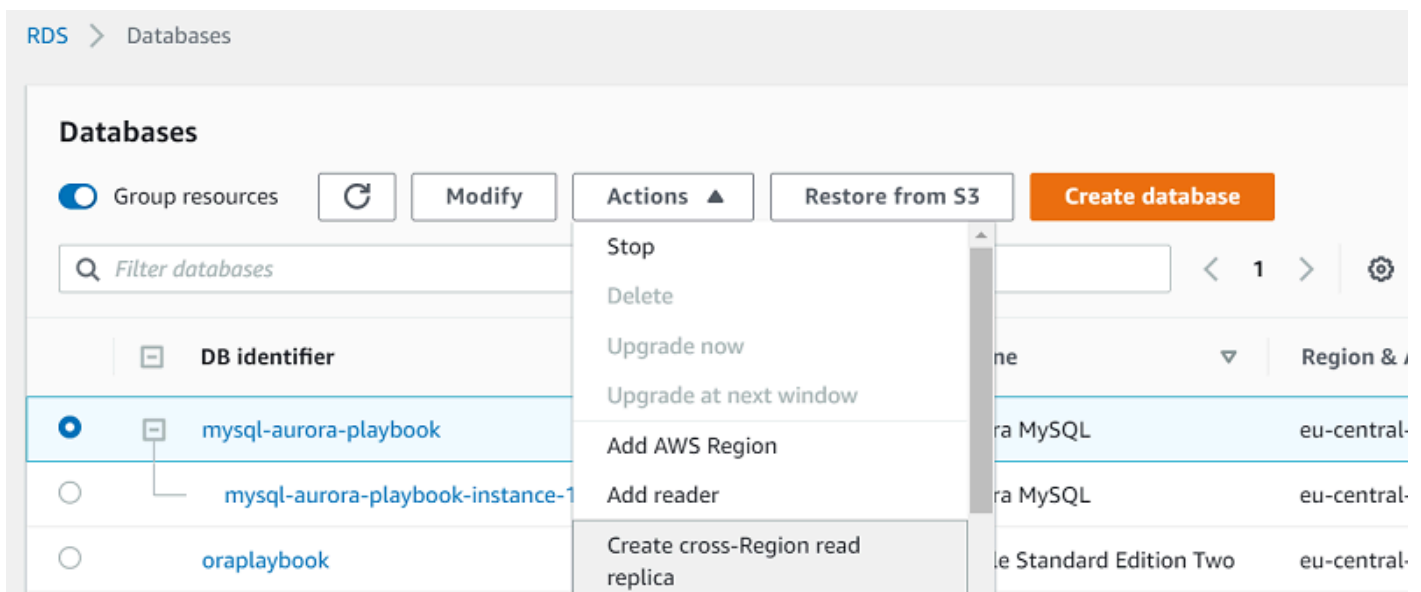 RDS > Databases
Databases
Group resources Modify Actions Restore from S3 Create database
Filter databases 1
Stop
Delete
Upgrade now
Upgrade at next window
Add AWS Region
Add reader
Create cross-Region read
replica
DB identifier ne Region &
mysql-aurora-playbook ra MySQL eu-central-
mysql-aurora-playbook-instance-1 ra MySQL eu-central-
oraplaybook le Standard Edition Two eu-central-